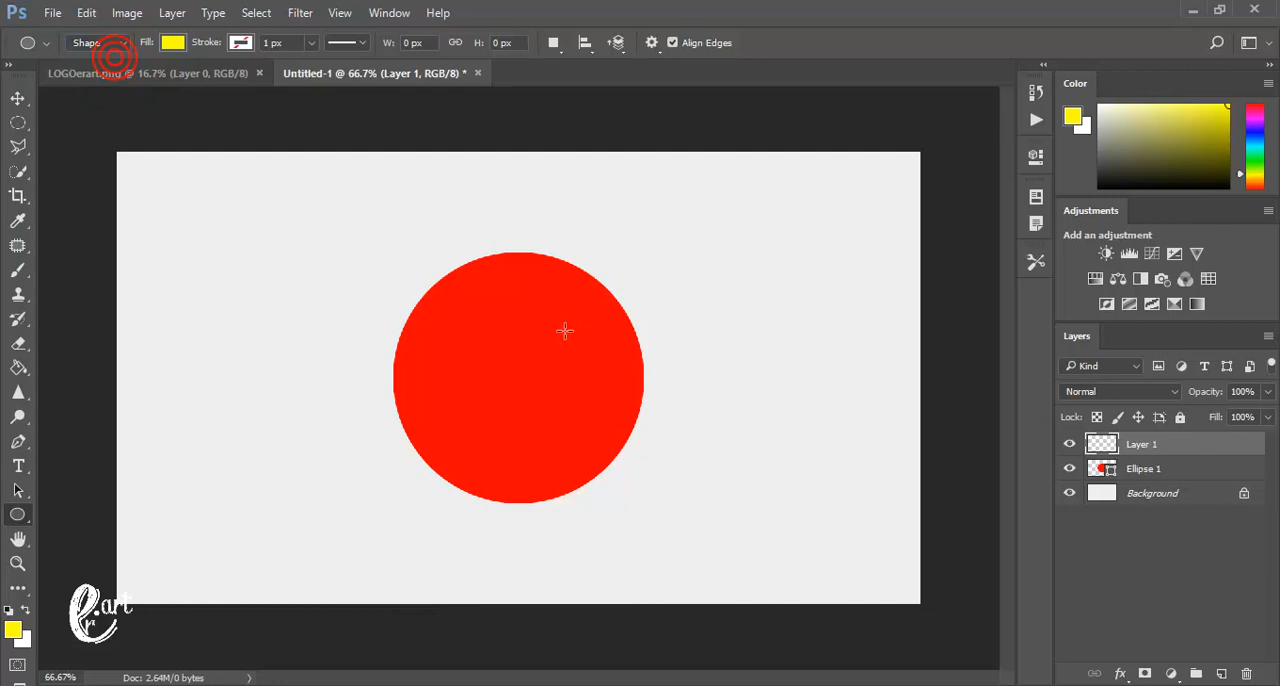 Ps File Edit Image Layer Type Select Filter View Window Help
Shape Fill: Stroke: 1 px W: 0 px H: 0 px Align Edges
LOGOerart.png @ 16.7% (Layer 0, RGB/8) × Untitled-1 @ 66.7% (Layer 1, RGB/8) * ×
Color
Adjustments
Add an adjustment
Layers
Kind
Normal Opacity: 100%
Lock: Fill: 100%
Layer 1
Ellipse 1
Background
art
66.67% Doc: 2.64M/0 bytes
fx